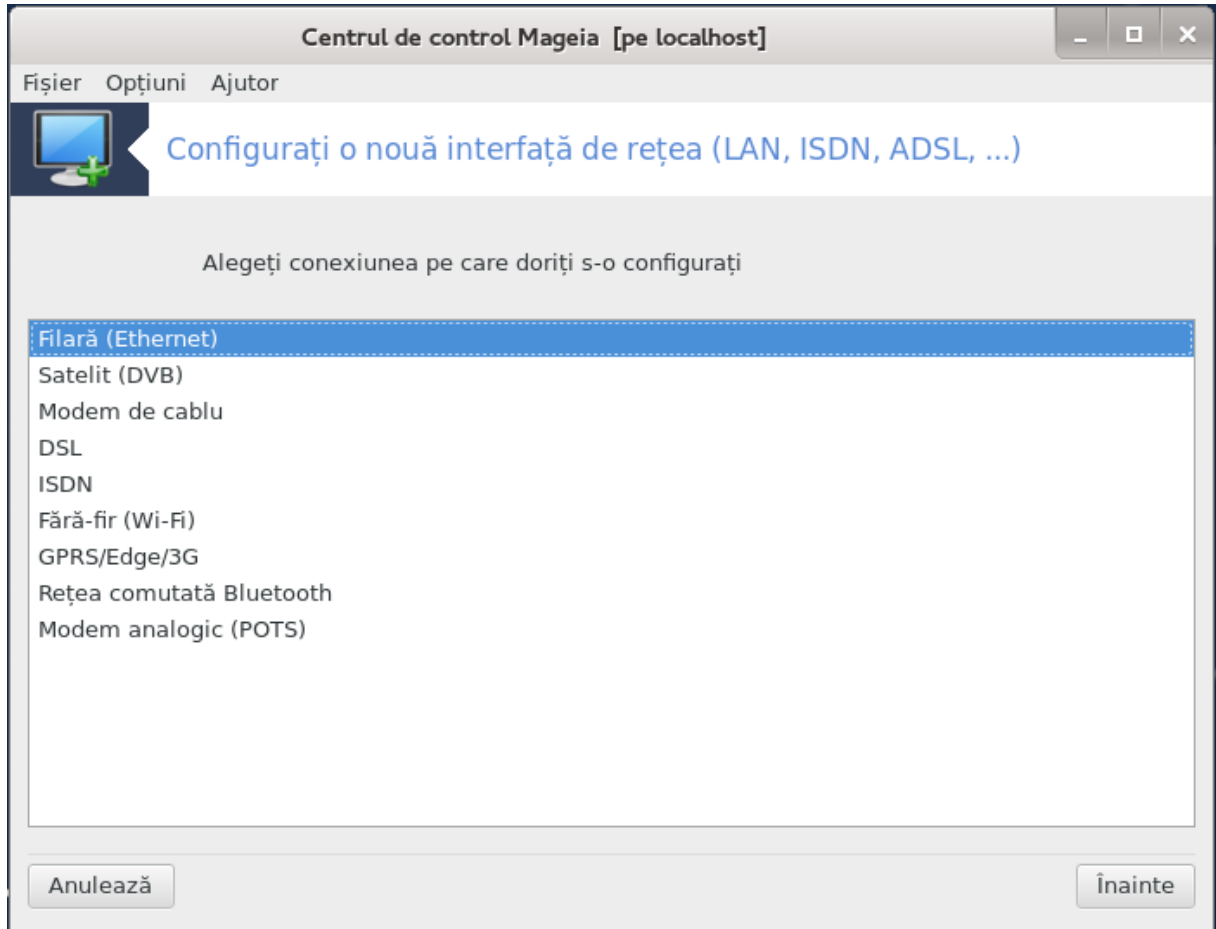 Centrul de control Mageia [pe localhost]
Fișier Opțiuni Ajutor
Configurați o nouă interfață de rețea (LAN, ISDN, ADSL, ...)
Alegeți conexiunea pe care doriți s-o configurați
Filară (Ethernet)
Satelit (DVB)
Modem de cablu
DSL
ISDN
Fără-fir (Wi-Fi)
GPRS/Edge/3G
Rețea comutată Bluetooth
Modem analogic (POTS)
Anulează Înainte